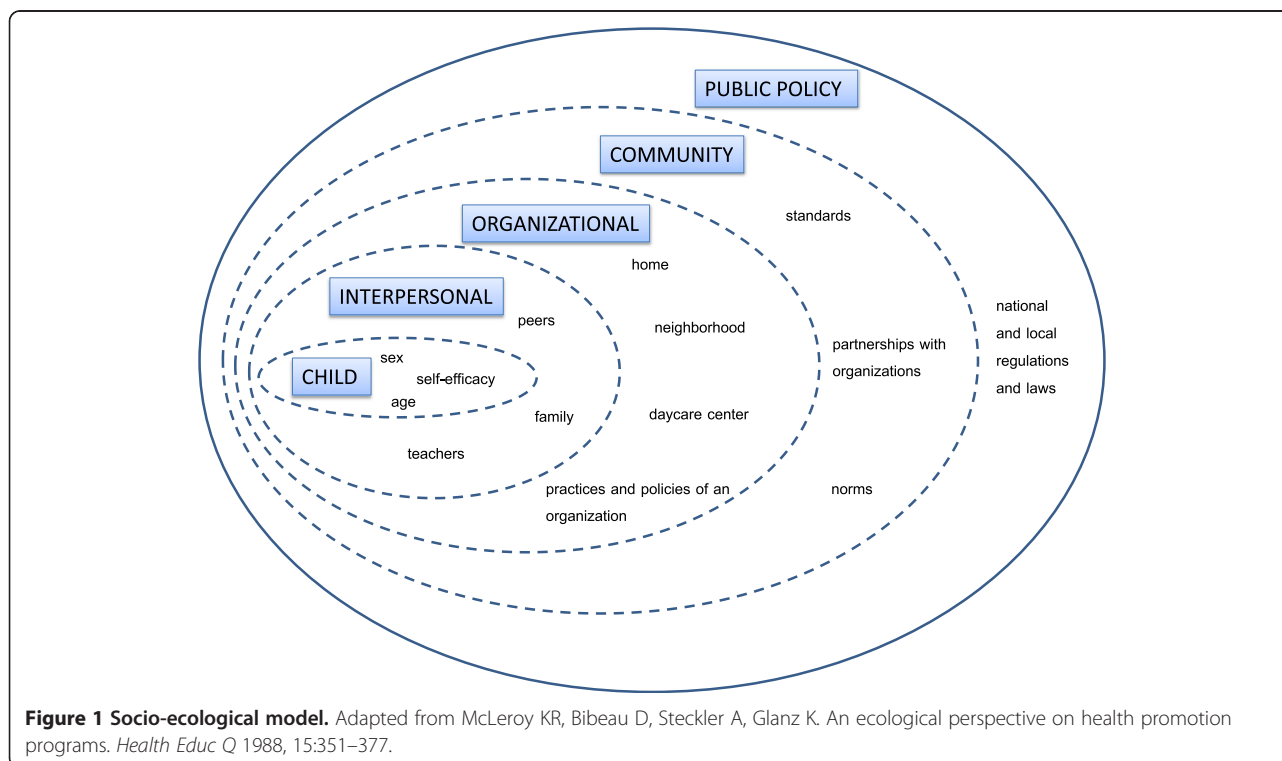 PUBLIC POLICY
COMMUNITY
standards
ORGANIZATIONAL
home
INTERPERSONAL
peers
neighborhood
national
and local
regulations
and laws
partnerships with
organizations
CHILD
sex
self-efficacy
age
family
daycare center
teachers
practices and policies of an
organization
norms
Figure 1 Socio-ecological model. Adapted from McLeroy KR, Bibeau D, Steckler A, Glanz K. An ecological perspective on health promotion
programs. Health Educ Q 1988, 15:351–377.